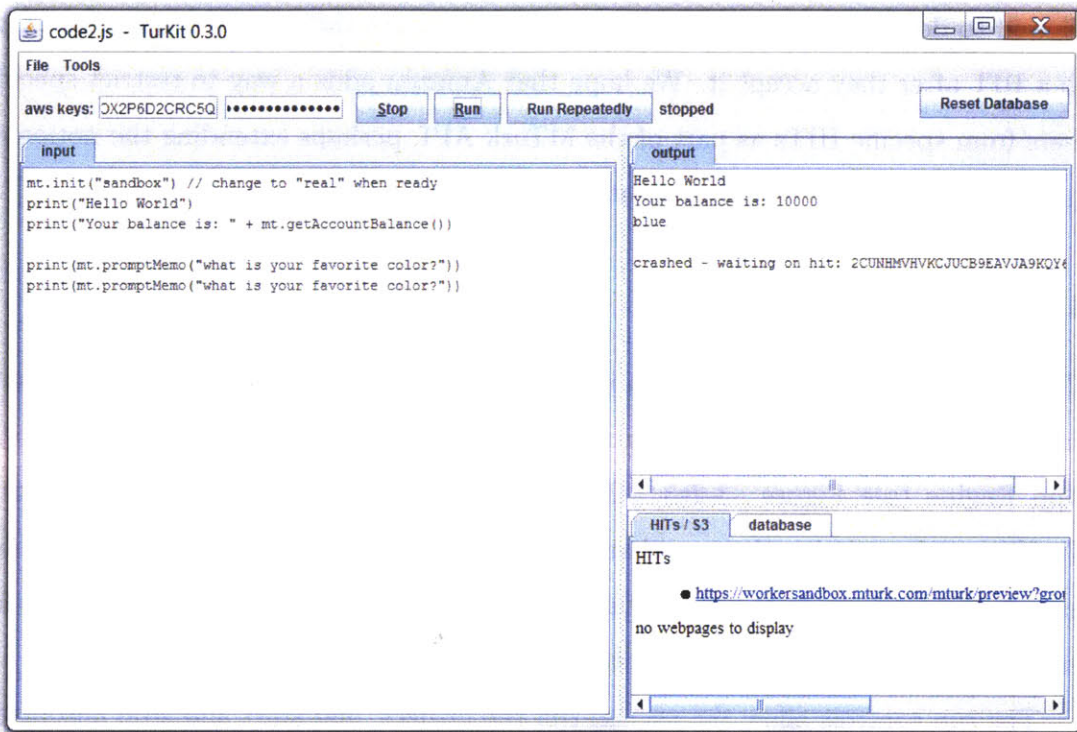 code2.js - TurKit 0.3.0
File Tools
aws keys: OX2P6D2CRC5Q •••••••••••••• Stop Run Run Repeatedly stopped Reset Database
input
mt.init("sandbox") // change to "real" when ready
print("Hello World")
print("Your balance is: " + mt.getAccountBalance())
print(mt.promptMemo("what is your favorite color?"))
print(mt.promptMemo("what is your favorite color?"))
output
Hello World
Your balance is: 10000
blue
crashed - waiting on hit:
HITs / S3 database
HITs
https://workersandbox.mturk.com/mturk/preview?grou
no webpages to display